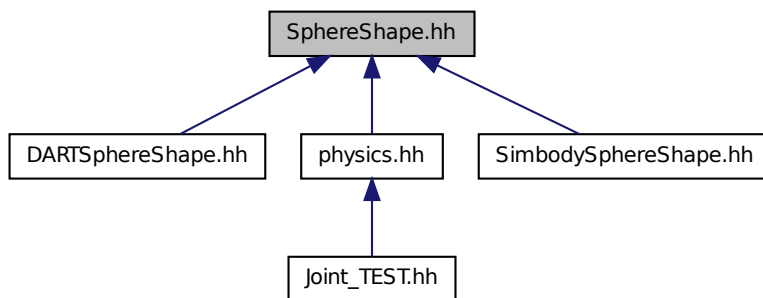 SphereShape.hh
DARTSphereShape.hh
physics.hh
SimbodySphereShape.hh
Joint_TEST.hh